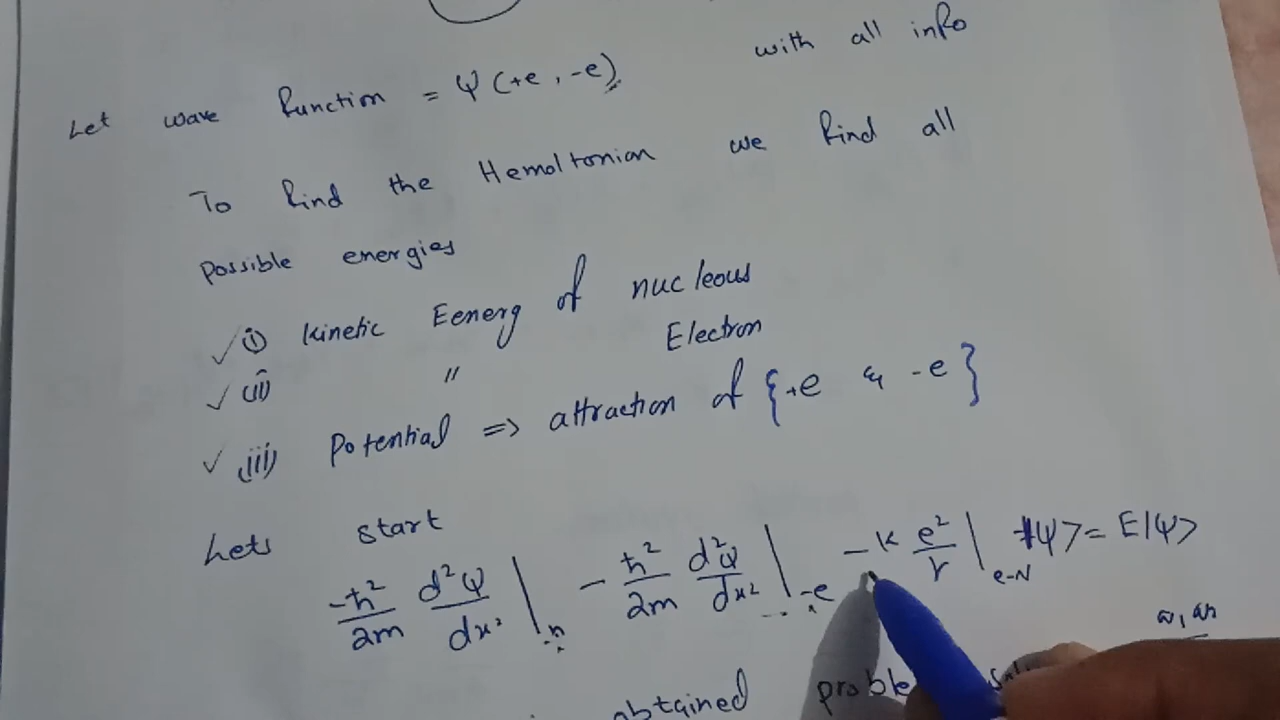 Let wave function = ψ (+e, -e) with all info
To find the Hemoltonian we find all
possible energies
✓ (i) kinetic Eenerg of nucleous
✓ (ii) " Electron
✓ (iii) Potential => attraction of {+e & -e}
Lets start
-ħ²/2m d²ψ/dx² |n - ħ²/2m d²ψ/dx² |-e - k e²/r |e-N |ψ> = E|ψ>
obtained